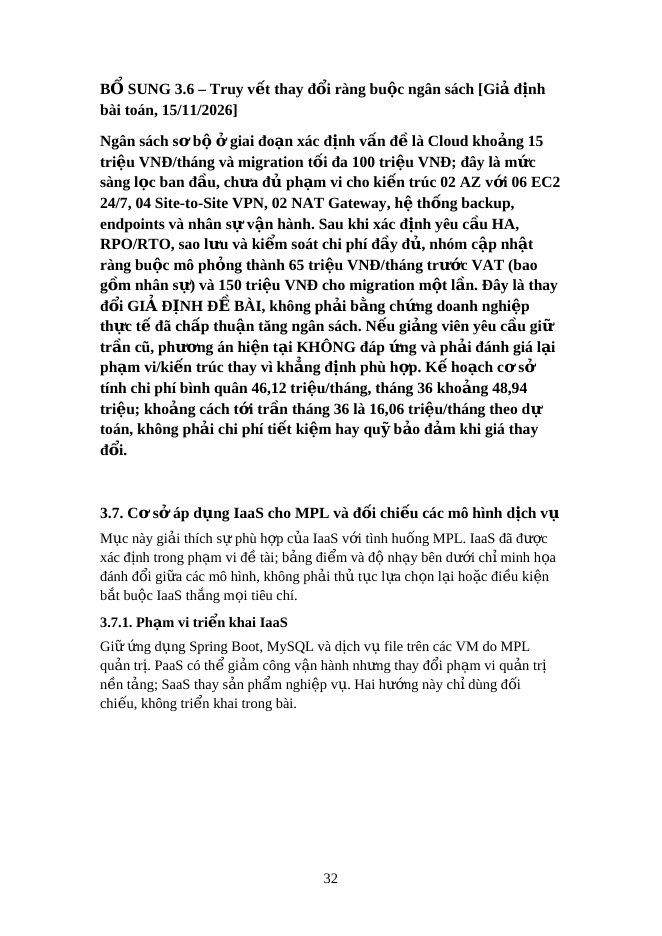 BỔ SUNG 3.6 – Truy vết thay đổi ràng buộc ngân sách [Giả định
bài toán, 15/11/2026]
Ngân sách sơ bộ ở giai đoạn xác định vấn đề là Cloud khoảng 15
triệu VNĐ/tháng và migration tối đa 100 triệu VNĐ; đây là mức
sàng lọc ban đầu, chưa đủ phạm vi cho kiến trúc 02 AZ với 06 EC2
24/7, 04 Site-to-Site VPN, 02 NAT Gateway, hệ thống backup,
endpoints và nhân sự vận hành. Sau khi xác định yêu cầu HA,
RPO/RTO, sao lưu và kiểm soát chi phí đầy đủ, nhóm cập nhật
ràng buộc mô phỏng thành 65 triệu VNĐ/tháng trước VAT (bao
gồm nhân sự) và 150 triệu VNĐ cho migration một lần. Đây là thay
đổi GIẢ ĐỊNH ĐỀ BÀI, không phải bằng chứng doanh nghiệp
thực tế đã chấp thuận tăng ngân sách. Nếu giảng viên yêu cầu giữ
trần cũ, phương án hiện tại KHÔNG đáp ứng và phải đánh giá lại
phạm vi/kiến trúc thay vì khẳng định phù hợp. Kế hoạch cơ sở
tính chi phí bình quân 46,12 triệu/tháng, tháng 36 khoảng 48,94
triệu; khoảng cách tới trần tháng 36 là 16,06 triệu/tháng theo dự
toán, không phải chi phí tiết kiệm hay quỹ bảo đảm khi giá thay
đổi.
3.7. Cơ sở áp dụng IaaS cho MPL và đối chiếu các mô hình dịch vụ
Mục này giải thích sự phù hợp của IaaS với tình huống MPL. IaaS đã được
xác định trong phạm vi đề tài; bảng điểm và độ nhạy bên dưới chỉ minh họa
đánh đổi giữa các mô hình, không phải thủ tục lựa chọn lại hoặc điều kiện
bắt buộc IaaS thắng mọi tiêu chí.
3.7.1. Phạm vi triển khai IaaS
Giữ ứng dụng Spring Boot, MySQL và dịch vụ file trên các VM do MPL
quản trị. PaaS có thể giảm công vận hành nhưng thay đổi phạm vi quản trị
nền tảng; SaaS thay sản phẩm nghiệp vụ. Hai hướng này chỉ dùng đối
chiếu, không triển khai trong bài.
32